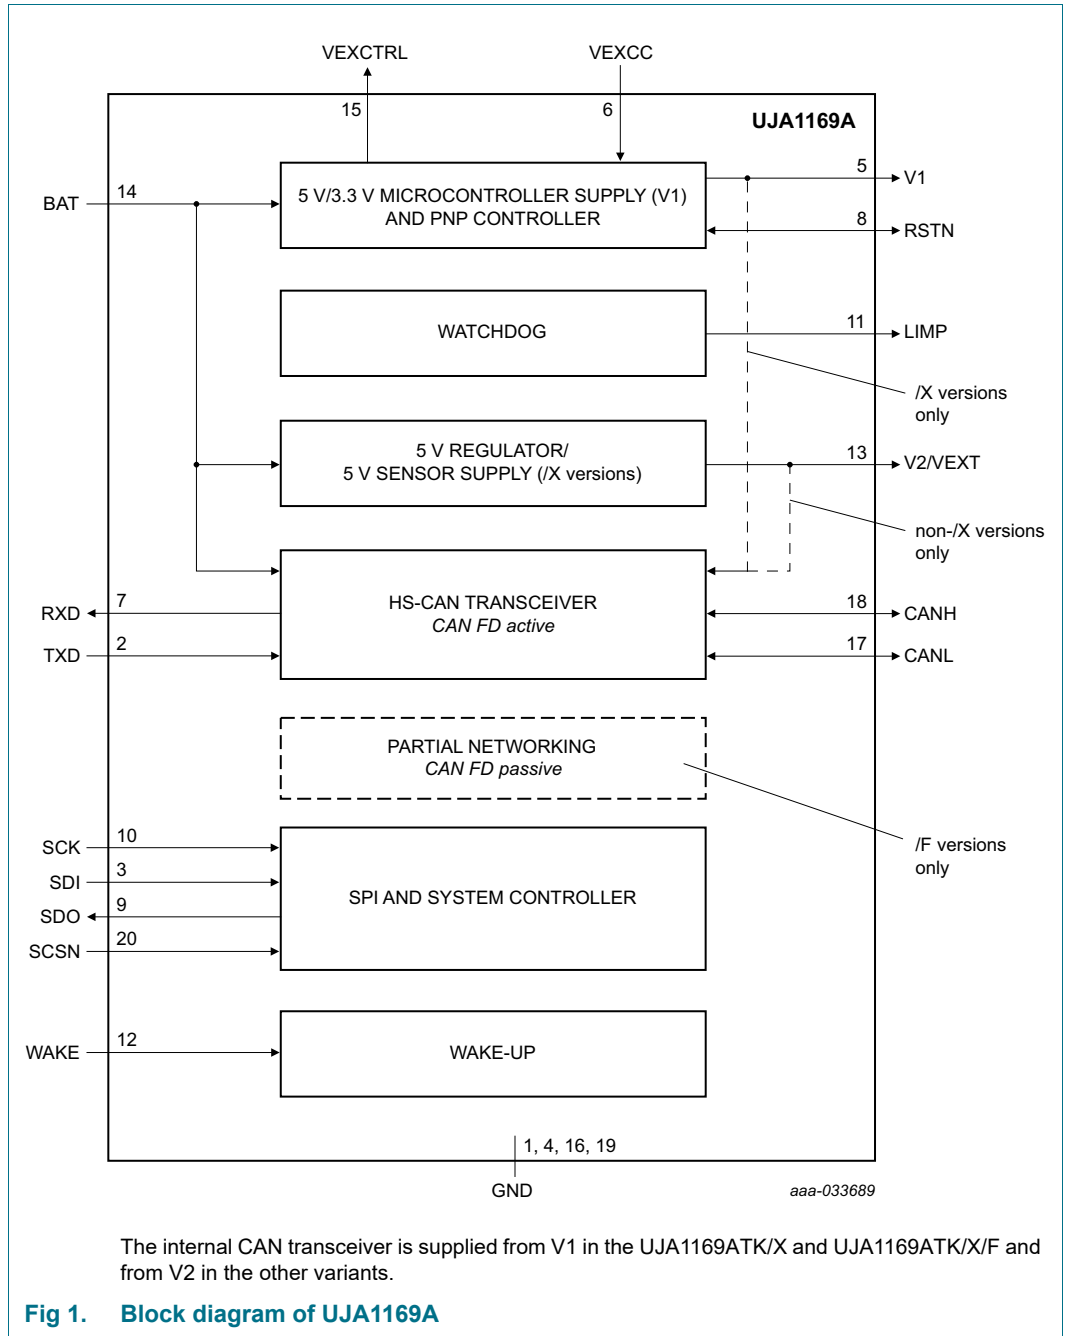 VEXCTRL
VEXCC
15
6
UJA1169A
BAT
14
5 V/3.3 V MICROCONTROLLER SUPPLY (V1)
AND PNP CONTROLLER
5
V1
8
RSTN
WATCHDOG
11
LIMP
/X versions
only
5 V REGULATOR/
5 V SENSOR SUPPLY (/X versions)
13
V2/VEXT
non-/X versions
only
RXD
7
TXD
2
HS-CAN TRANSCEIVER
CAN FD active
18
CANH
17
CANL
PARTIAL NETWORKING
CAN FD passive
/F versions
only
SCK
10
SDI
3
SDO
9
SCSN
20
SPI AND SYSTEM CONTROLLER
WAKE
12
WAKE-UP
1, 4, 16, 19
GND
aaa-033689
The internal CAN transceiver is supplied from V1 in the UJA1169ATK/X and UJA1169ATK/X/F and
from V2 in the other variants.
Fig 1. Block diagram of UJA1169A